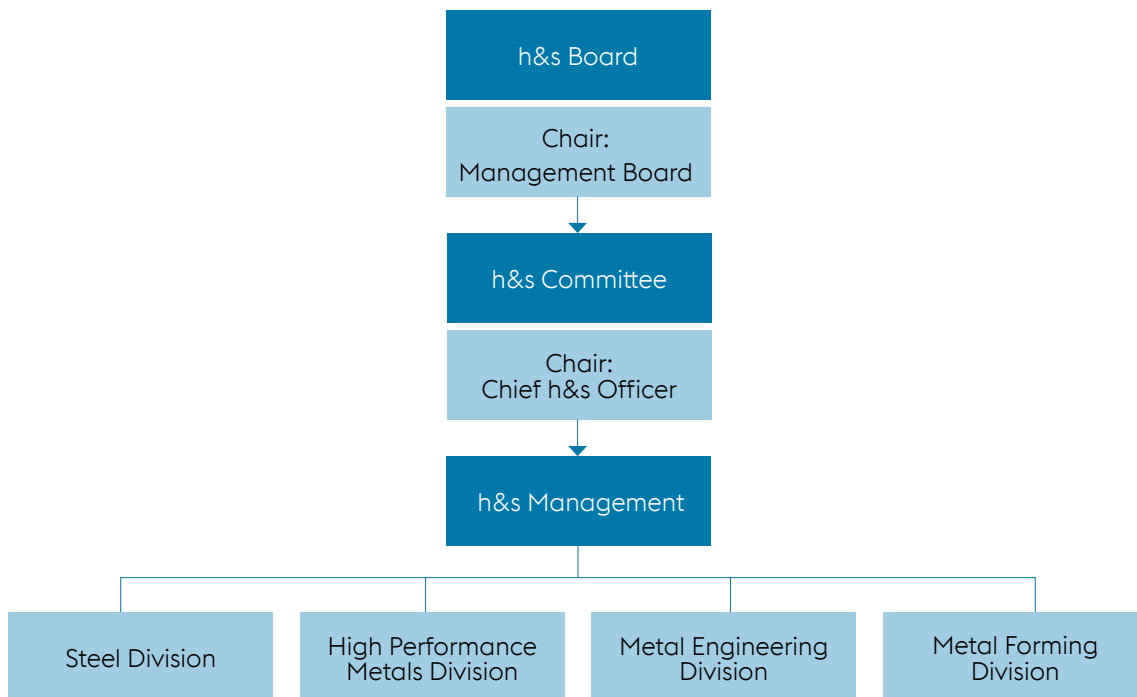 h&s Board
Chair:
Management Board
h&s Committee
Chair:
Chief h&s Officer
h&s Management
Steel Division
High Performance
Metals Division
Metal Engineering
Division
Metal Forming
Division